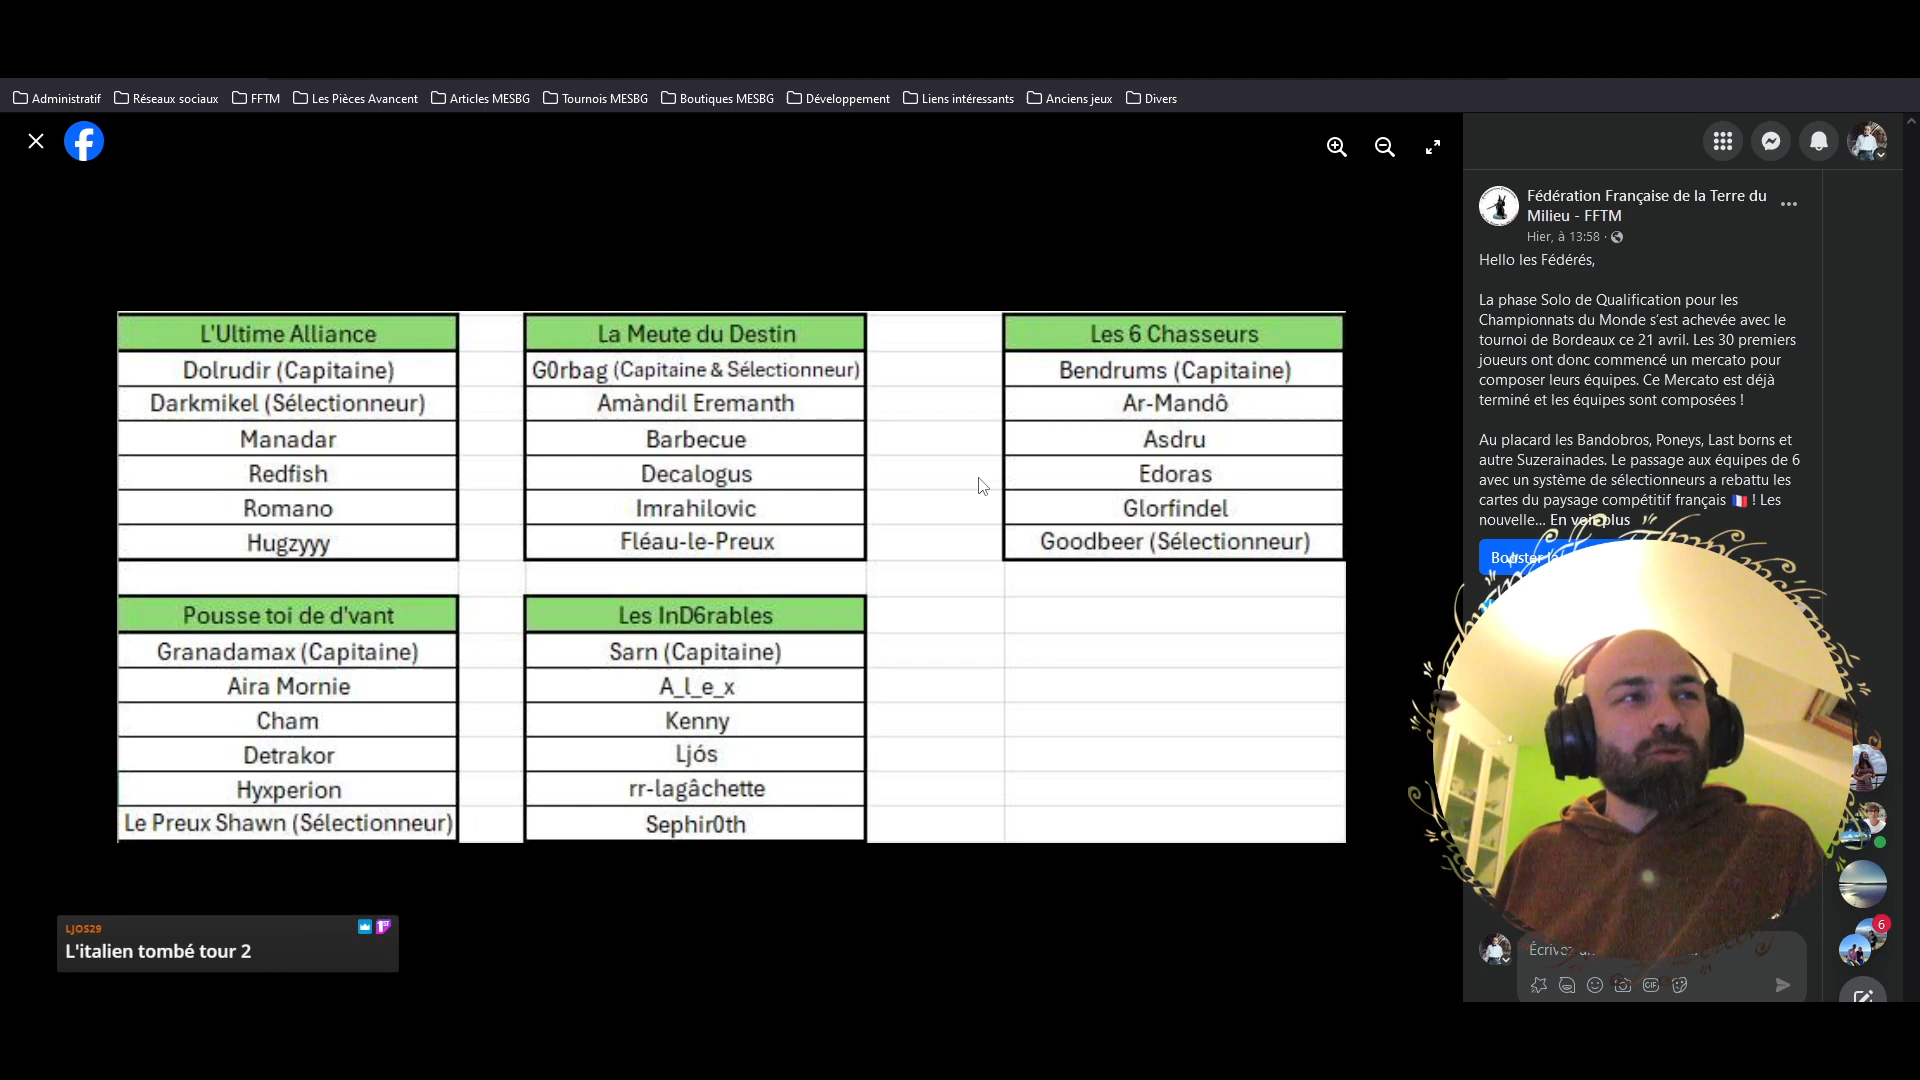 Administratif
Réseaux sociaux
FFTM
Les Pièces Avancent
Articles MESBG
Tournois MESBG
Boutiques MESBG
Développement
Liens intéressants
Anciens jeux
Divers
L'Ultime Alliance
Dolrudir (Capitaine)
Darkmikel (Sélectionneur)
Manadar
Redfish
Romano
Hugzyyy
La Meute du Destin
G0rbag (Capitaine & Sélectionneur)
Amàndil Eremanth
Barbecue
Decalogus
Imrahilovic
Fléau-le-Preux
Les 6 Chasseurs
Bendrums (Capitaine)
Ar-Mandô
Asdru
Edoras
Glorfindel
Goodbeer (Sélectionneur)
Pousse toi de d'vant
Granadamax (Capitaine)
Aira Mornie
Cham
Detrakor
Hyxperion
Le Preux Shawn (Sélectionneur)
Les InD6rables
Sarn (Capitaine)
A_l_e_x
Kenny
Ljós
rr-lagâchette
Sephir0th
LJOS29
L'italien tombé tour 2
Fédération Française de la Terre du
Milieu - FFTM
Hier, à 13:58 ·
Hello les Fédérés,
La phase Solo de Qualification pour les
Championnats du Monde s'est achevée avec le
tournoi de Bordeaux ce 21 avril. Les 30 premiers
joueurs ont donc commencé un mercato pour
composer leurs équipes. Ce Mercato est déjà
terminé et les équipes sont composées !
Au placard les Bandobros, Poneys, Last borns et
autre Suzerainades. Le passage aux équipes de 6
avec un système de sélectionneurs a rebattu les
cartes du paysage compétitif français 🇫🇷 ! Les
nouvelle... En voir plus
Booster
6
GIF